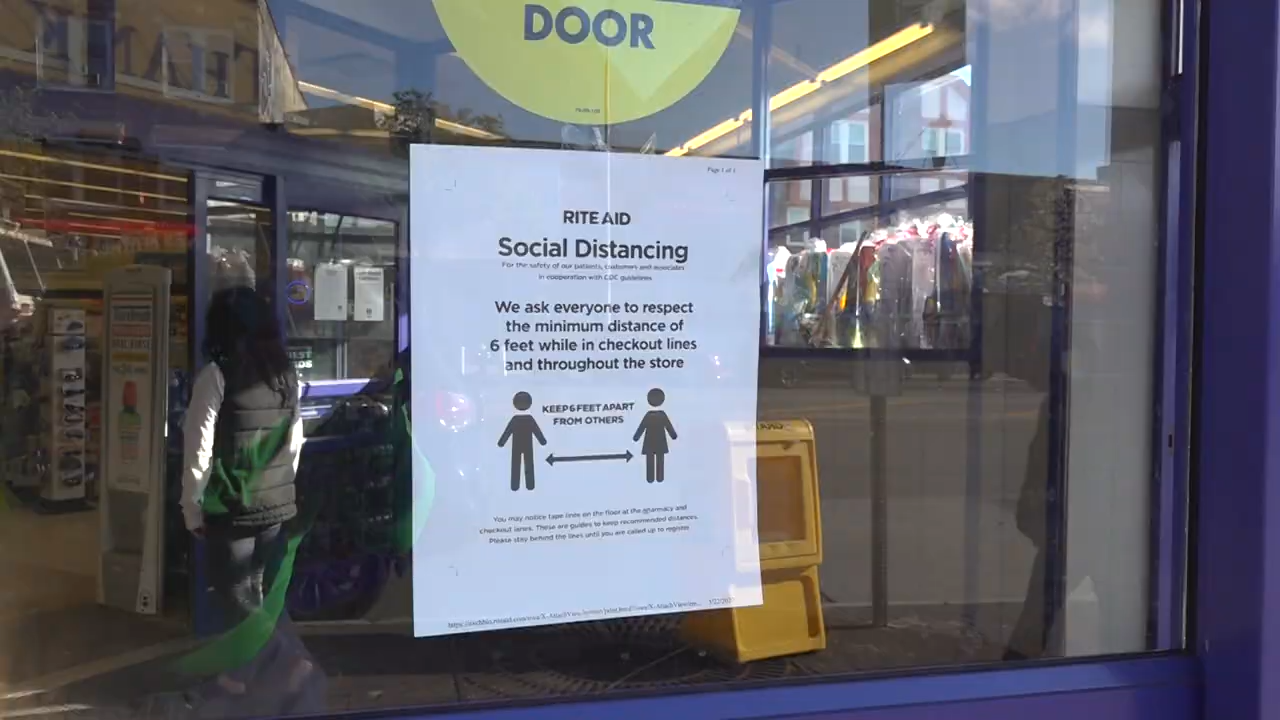 DOOR
Page 1 of 1
RITE AID
Social Distancing
For the safety of our patients, customers and associates
in cooperation with CDC guidelines
We ask everyone to respect
the minimum distance of
6 feet while in checkout lines
and throughout the store
KEEP 6 FEET APART
FROM OTHERS
You may notice tape lines on the floor at the pharmacy and
checkout lanes. These are guides to keep recommended distances.
Please stay behind the lines until you are called up to register